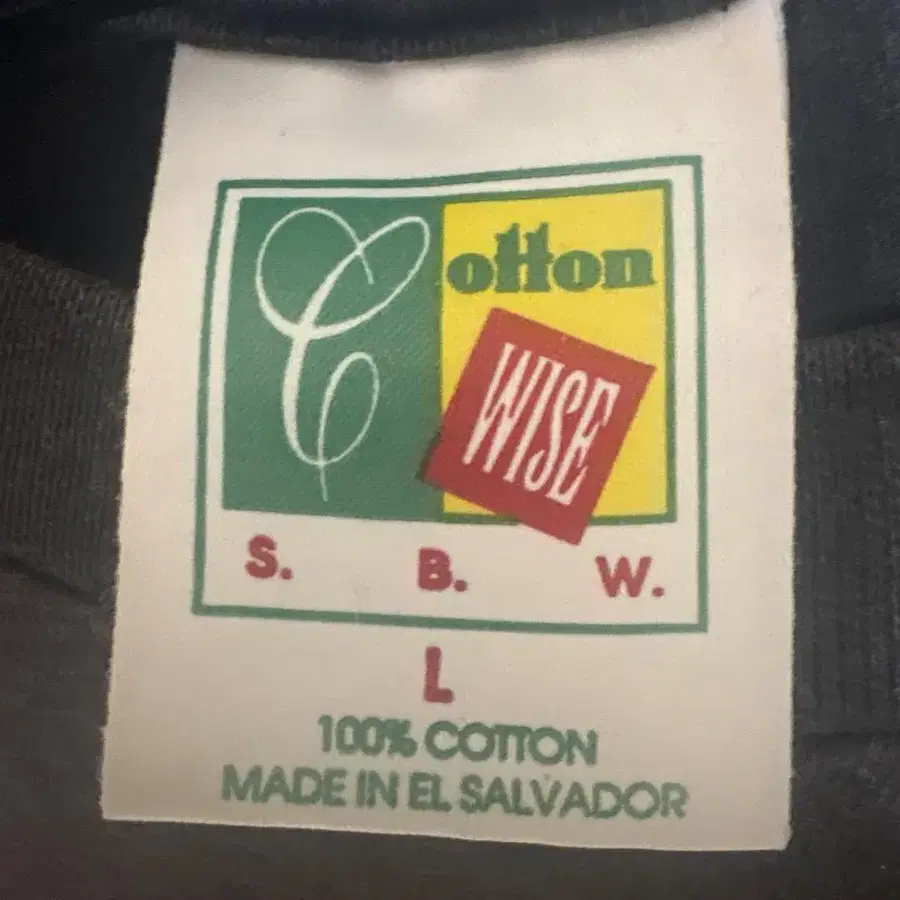 Cotton
WISE
S. B. W.
L
100% COTTON
MADE IN EL SALVADOR